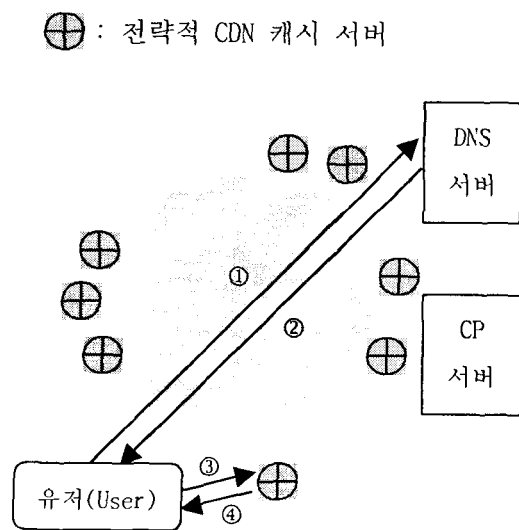 : 전략적 CDN 캐시 서버
DNS
서버
①
②
CP
서버
③
유저(User)
④